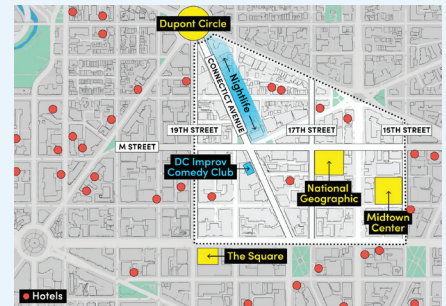 Dupont Circle
Nightlife
CONNECTICUT AVENUE
19TH STREET
17TH STREET
15TH STREET
M STREET
DC Improv
Comedy Club
National
Geographic
Midtown
Center
The Square
Hotels